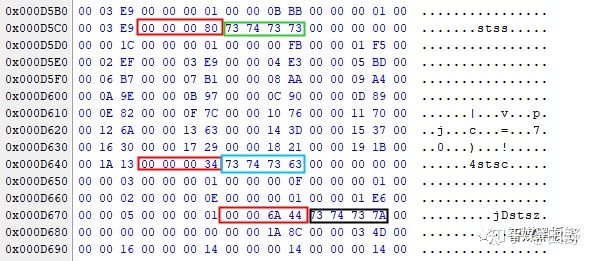 0x000D5B0 00 03 E9 00 00 00 01 00 00 0B BB 00 00 00 01 00 ................
0x000D5C0 00 03 E9 00 00 00 80 73 74 73 73 00 00 00 00 00 .......stss.....
0x000D5D0 00 00 1C 00 00 00 01 00 00 00 FB 00 00 01 F5 00 ................
0x000D5E0 00 02 EF 00 00 03 E9 00 00 04 E3 00 00 05 BD 00 ................
0x000D5F0 00 06 B7 00 00 07 B1 00 00 08 AA 00 00 09 A4 00 ................
0x000D600 00 0A 9E 00 00 0B 97 00 00 0C 90 00 00 0D 89 00 ................
0x000D610 00 0E 82 00 00 0F 7C 00 00 10 76 00 00 11 70 00 ......|...v...p.
0x000D620 00 12 6A 00 00 13 63 00 00 14 3D 00 00 15 37 00 ..j...c...=...7.
0x000D630 00 16 30 00 00 17 29 00 00 18 21 00 00 19 1B 00 ..0...)...!.....
0x000D640 00 1A 13 00 00 00 34 73 74 73 63 00 00 00 00 00 ......4stsc.....
0x000D650 00 00 03 00 00 00 01 00 00 00 0F 00 00 00 01 00 ................
0x000D660 00 00 02 00 00 00 0E 00 00 00 01 00 00 01 E6 00 ................
0x000D670 00 00 05 00 00 00 01 00 00 6A 44 73 74 73 7A 00 .........jDstsz.
0x000D680 00 00 00 00 00 00 00 00 00 1A 8C 00 00 03 4D 00
0x000D690 00 00 16 00 00 00 14 00 00 00 14 00 00 00 14 00 ................